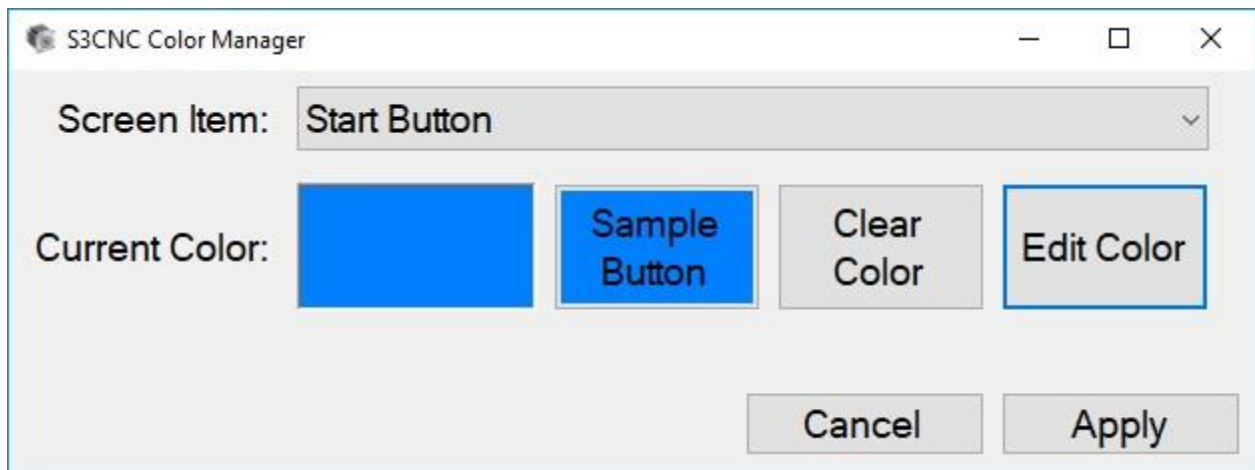 S3CNC Color Manager
Screen Item: Start Button
Current Color:
Sample
Button
Clear
Color
Edit Color
Cancel
Apply